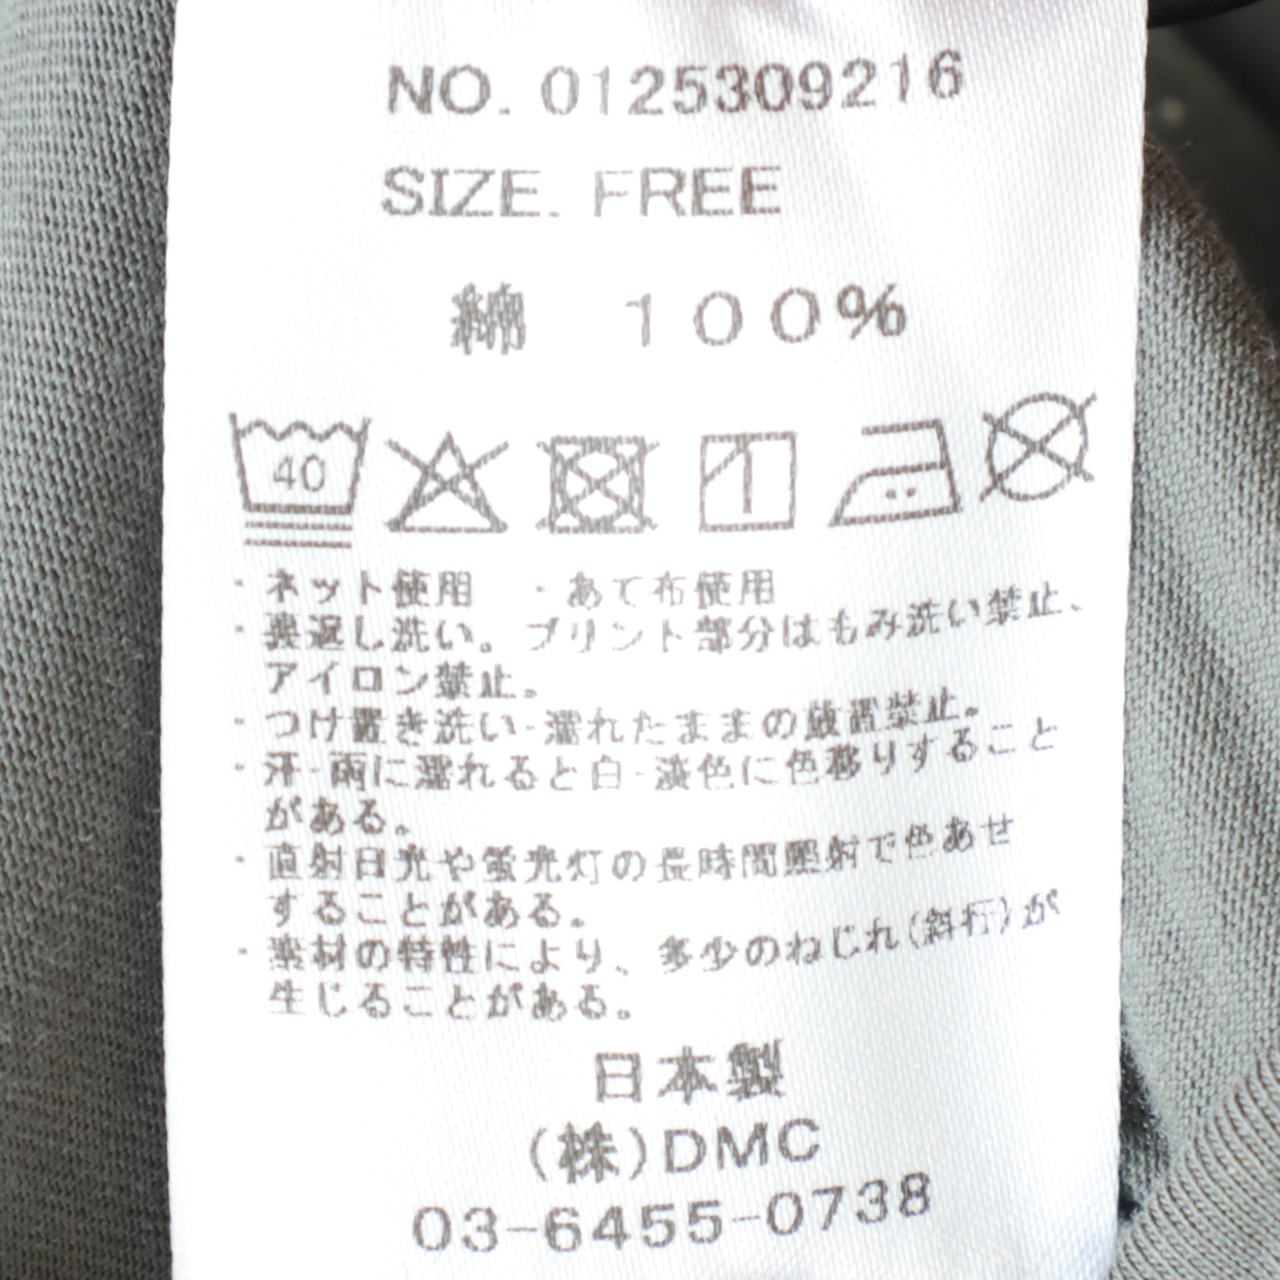 NO. 0125309216
SIZE. FREE
綿 100%
40
・ネット使用 ・あて布使用
・裏返し洗い。プリント部分はもみ洗い禁止、
アイロン禁止。
・つけ置き洗い・濡れたままの放置禁止。
・汗・雨に濡れると白・淡色に色移りすること
がある。
・直射日光や蛍光灯の長時間照射で色あせ
することがある。
・素材の特性により、多少のねじれ(斜行)が
生じることがある。
日本製
(株)DMC
03-6455-0738